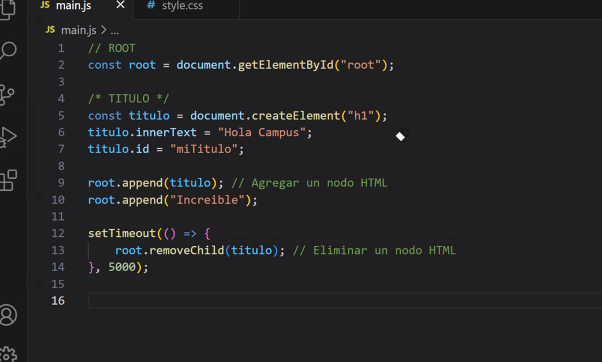 JS main.js × # style.css
JS main.js > ...
1 // ROOT
2 const root = document.getElementById("root");
3
4 /* TITULO */
5 const titulo = document.createElement("h1");
6 titulo.innerText = "Hola Campus";
7 titulo.id = "miTitulo";
8
9 root.append(titulo); // Agregar un nodo HTML
10 root.append("Increible");
11
12 setTimeout(() => {
13     root.removeChild(titulo); // Eliminar un nodo HTML
14 }, 5000);
15
16